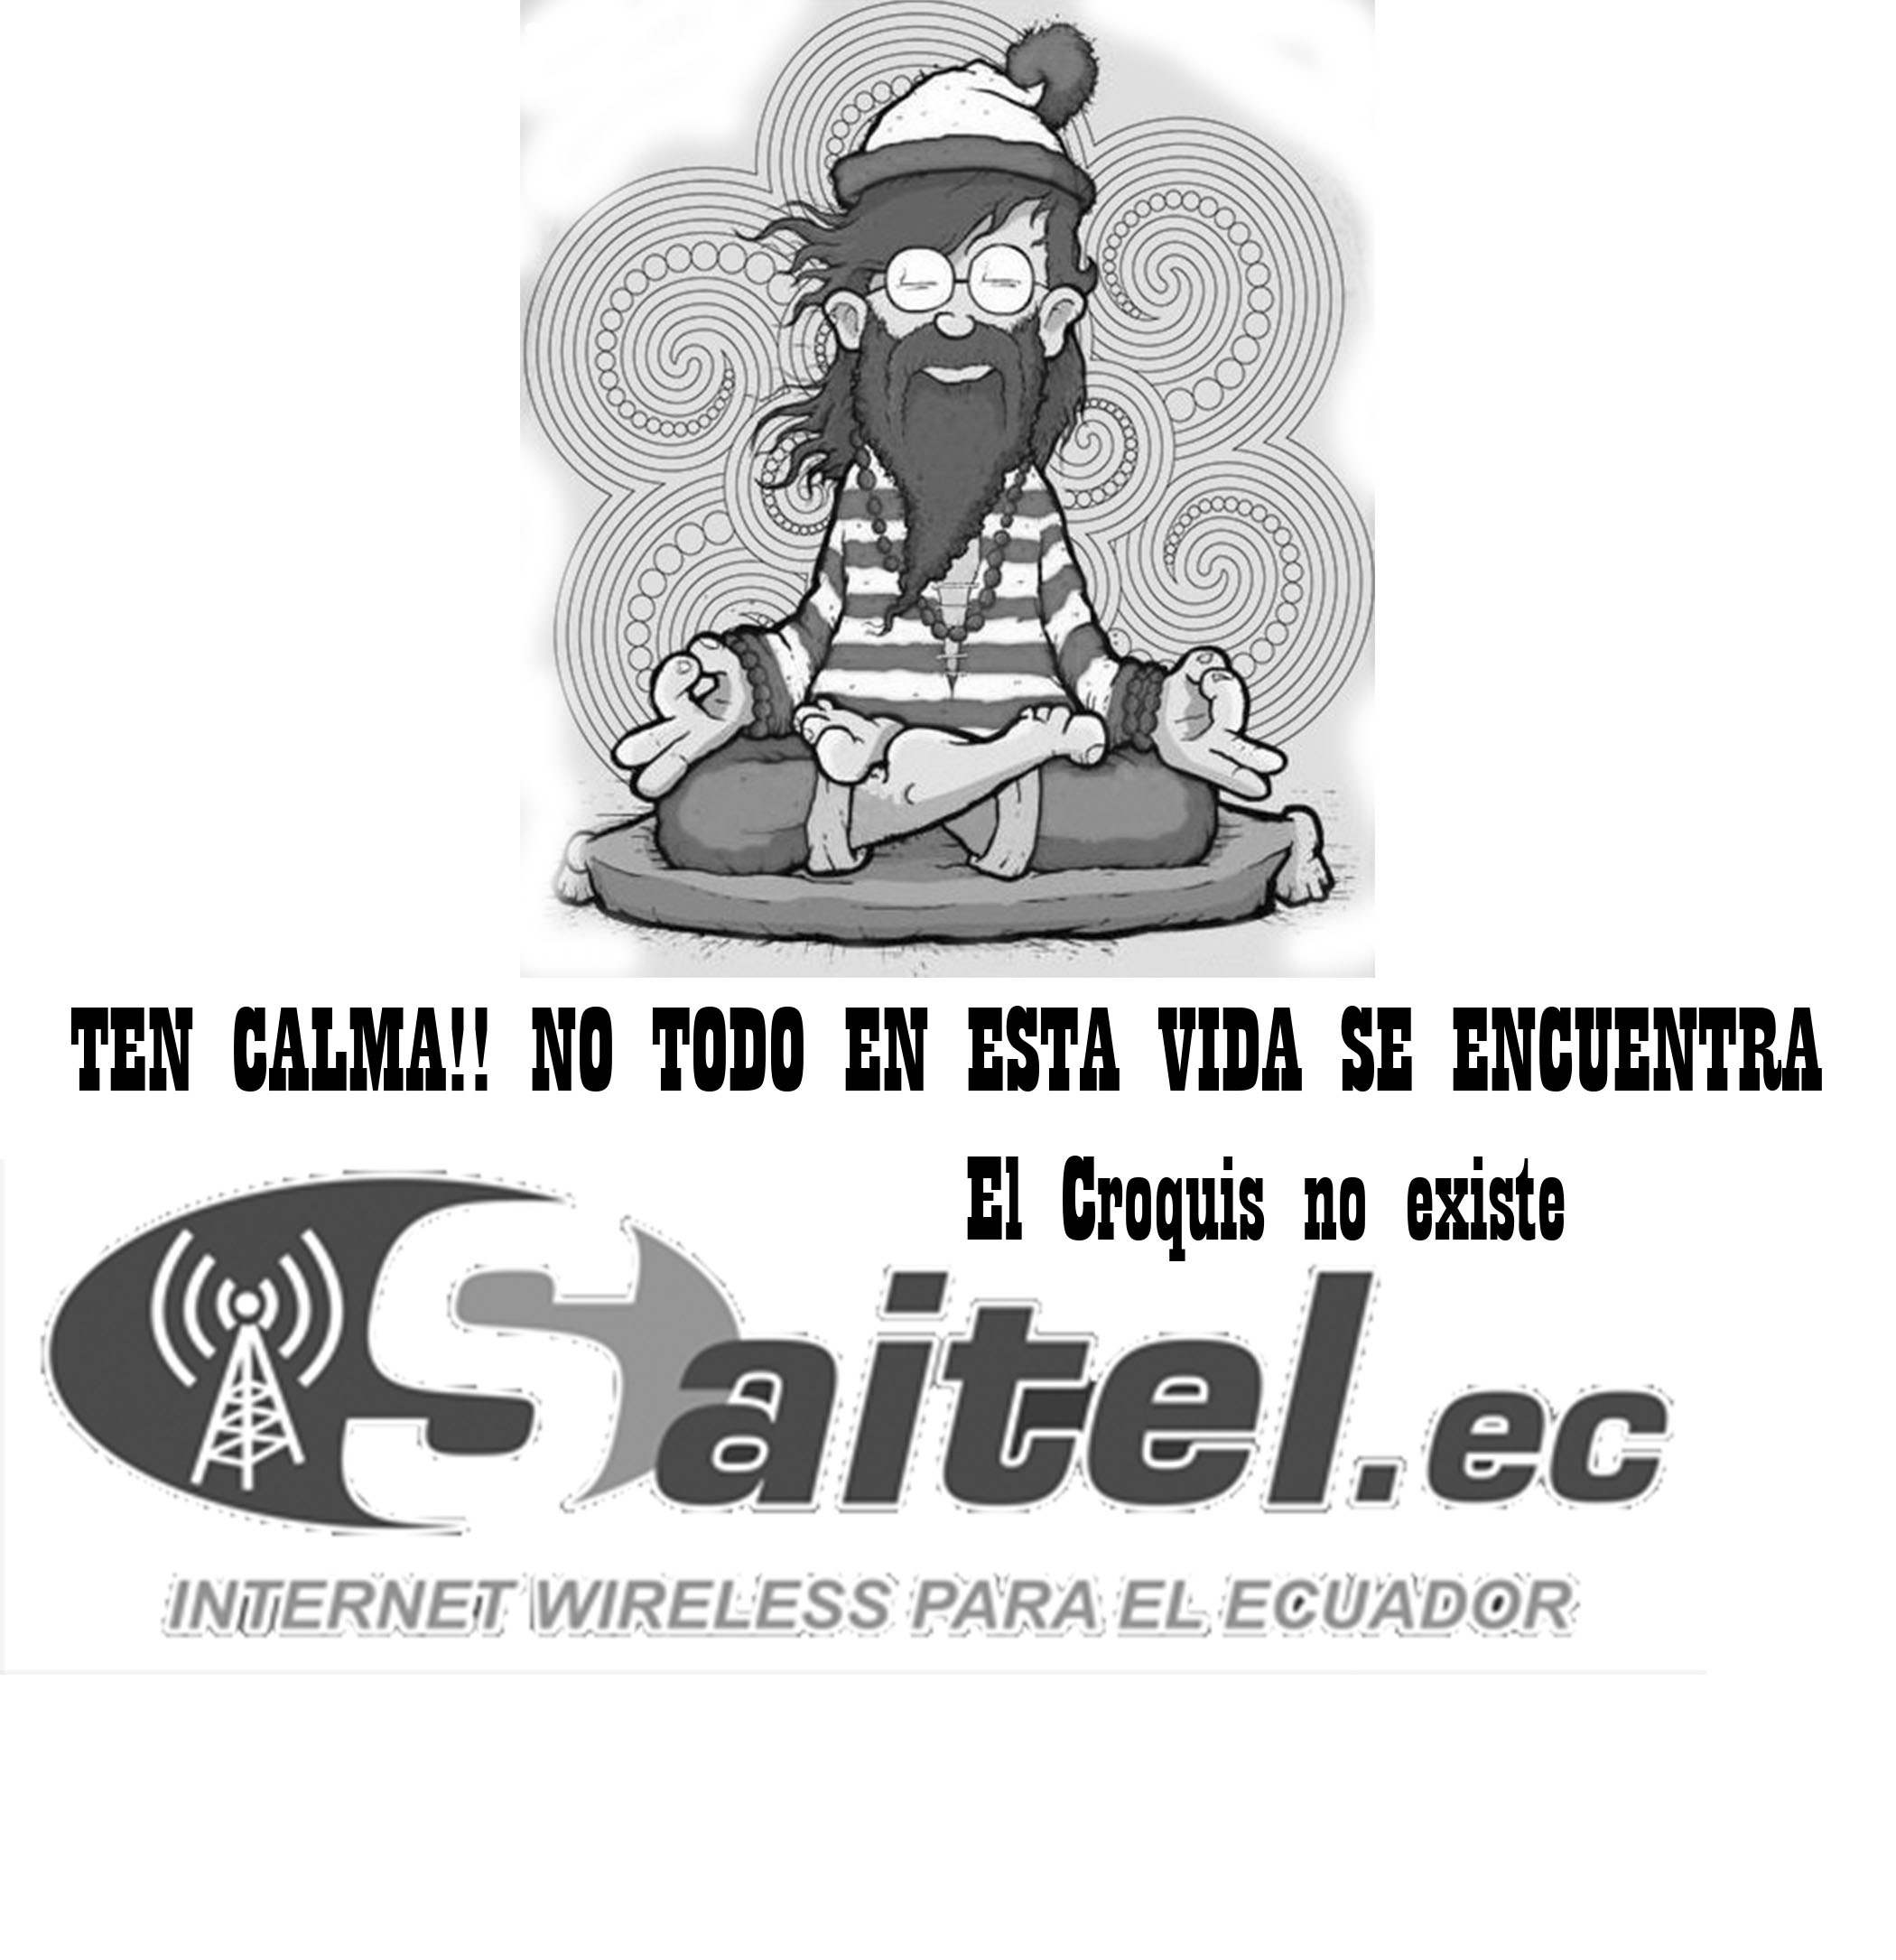 TEN CALMA!! NO TODO EN ESTA VIDA SE ENCUENTRA
El Croquis no existe
Saitel.ec
INTERNET WIRELESS PARA EL ECUADOR